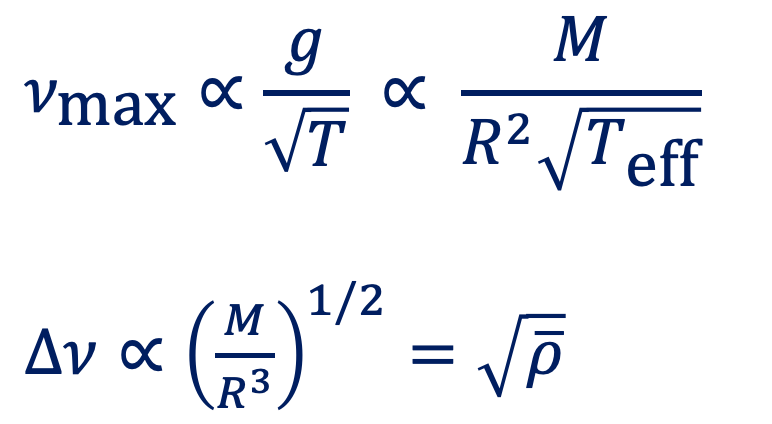 ν_max ∝ g/√T ∝ M/(R²√T_eff)
Δν ∝ (M/R³)^1/2 = √ρ̄